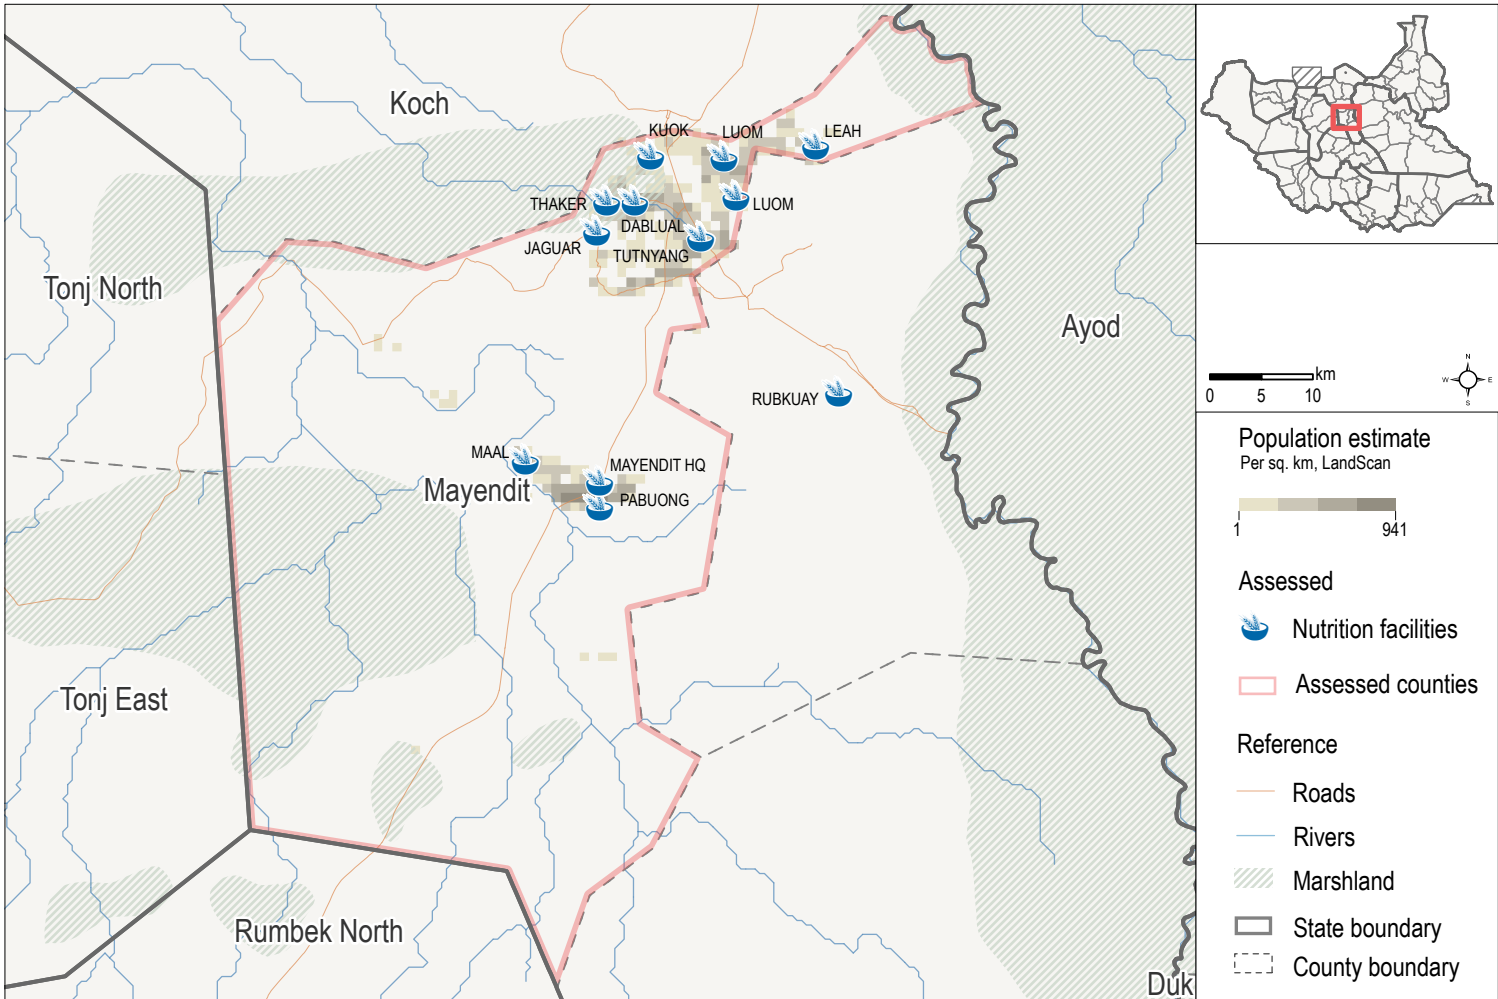 Koch
KUOK
LUOM
LEAH
THAKER
LUOM
DABLUAL
JAGUAR
TUTNYANG
Tonj North
Ayod
RUBKUAY
MAAL
MAYENDIT HQ
Mayendit
PABUONG
Tonj East
Rumbek North
Duk
km
0 5 10
N
W E
S
Population estimate
Per sq. km, LandScan
1 941
Assessed
Nutrition facilities
Assessed counties
Reference
Roads
Rivers
Marshland
State boundary
County boundary